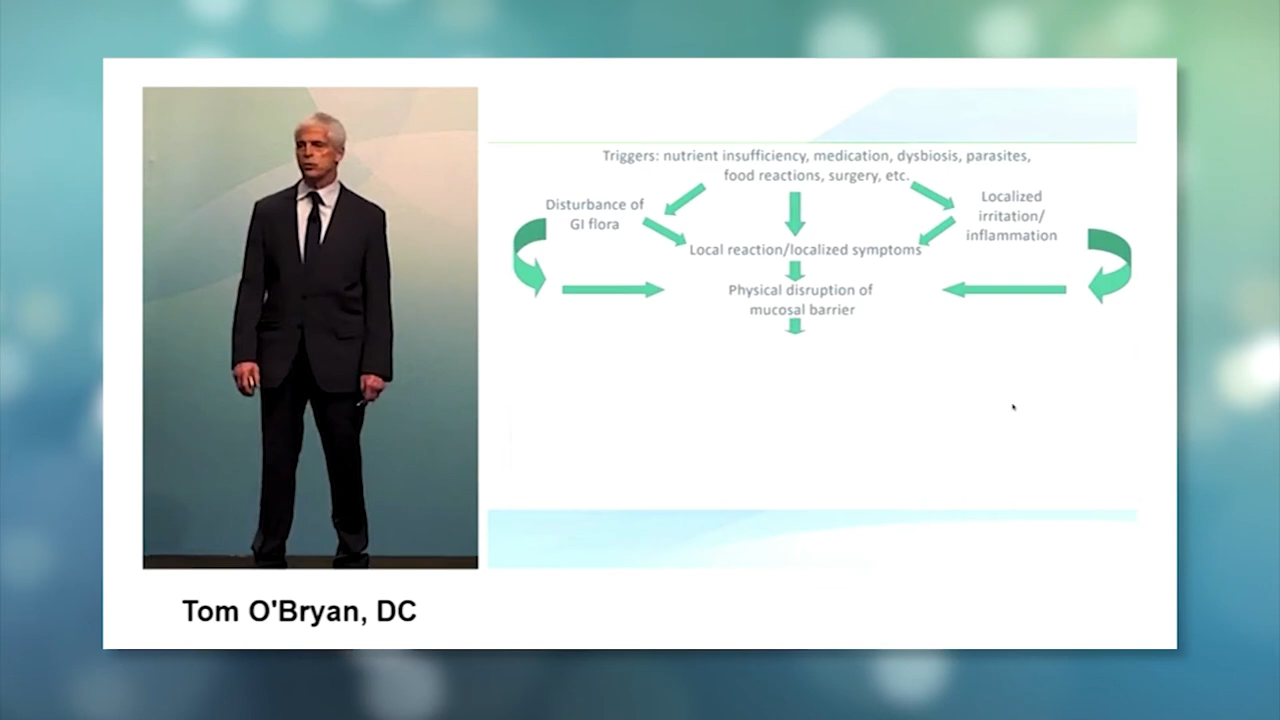 Triggers: nutrient insufficiency, medication, dysbiosis, parasites,
food reactions, surgery, etc.
Disturbance of
GI flora
Localized
irritation/
inflammation
Local reaction/localized symptoms
Physical disruption of
mucosal barrier
Tom O'Bryan, DC